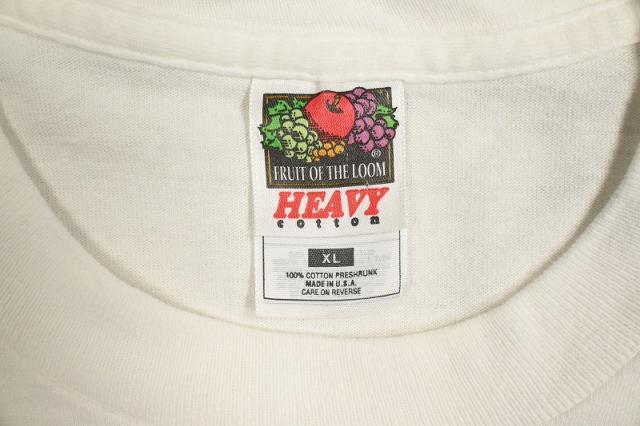 ®
FRUIT OF THE LOOM
HEAVY
cotton
XL
100% COTTON PRESHRUNK
MADE IN U.S.A.
CARE ON REVERSE